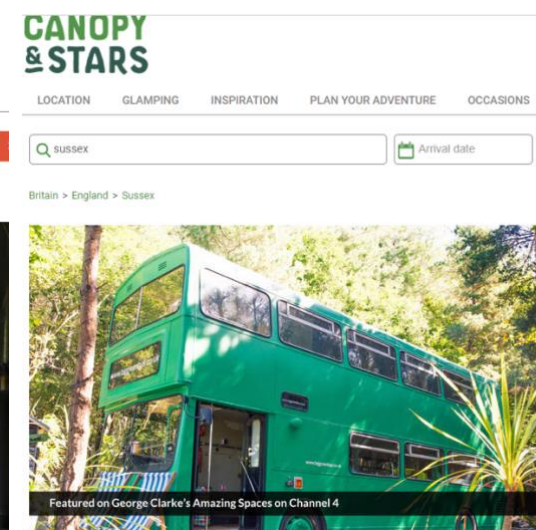 CANOPY
& STARS
LOCATION GLAMPING INSPIRATION PLAN YOUR ADVENTURE OCCASIONS
sussex Arrival date
Britain > England > Sussex
Featured on George Clarke's Amazing Spaces on Channel 4